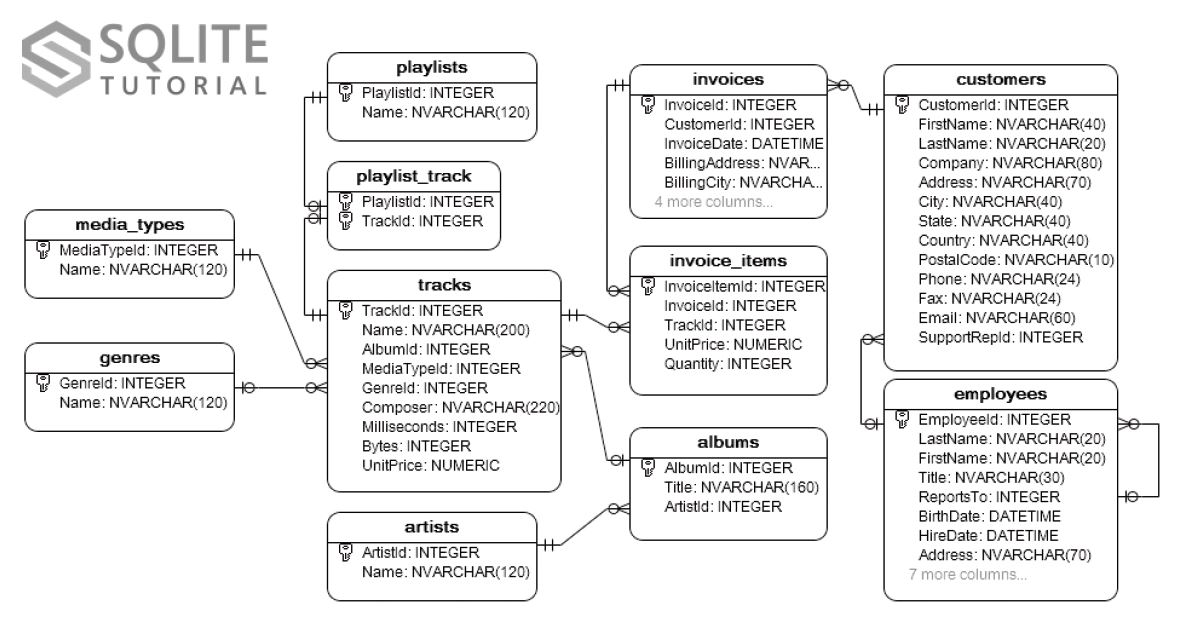 SQLITE
TUTORIAL
playlists
PlaylistId: INTEGER
Name: NVARCHAR(120)
playlist_track
PlaylistId: INTEGER
TrackId: INTEGER
media_types
MediaTypeId: INTEGER
Name: NVARCHAR(120)
genres
GenreId: INTEGER
Name: NVARCHAR(120)
tracks
TrackId: INTEGER
Name: NVARCHAR(200)
AlbumId: INTEGER
MediaTypeId: INTEGER
GenreId: INTEGER
Composer: NVARCHAR(220)
Milliseconds: INTEGER
Bytes: INTEGER
UnitPrice: NUMERIC
artists
ArtistId: INTEGER
Name: NVARCHAR(120)
invoices
InvoiceId: INTEGER
CustomerId: INTEGER
InvoiceDate: DATETIME
BillingAddress: NVAR...
BillingCity: NVARCHA...
4 more columns...
invoice_items
InvoiceItemId: INTEGER
InvoiceId: INTEGER
TrackId: INTEGER
UnitPrice: NUMERIC
Quantity: INTEGER
albums
AlbumId: INTEGER
Title: NVARCHAR(160)
ArtistId: INTEGER
customers
CustomerId: INTEGER
FirstName: NVARCHAR(40)
LastName: NVARCHAR(20)
Company: NVARCHAR(80)
Address: NVARCHAR(70)
City: NVARCHAR(40)
State: NVARCHAR(40)
Country: NVARCHAR(40)
PostalCode: NVARCHAR(10)
Phone: NVARCHAR(24)
Fax: NVARCHAR(24)
Email: NVARCHAR(60)
SupportRepId: INTEGER
employees
EmployeeId: INTEGER
LastName: NVARCHAR(20)
FirstName: NVARCHAR(20)
Title: NVARCHAR(30)
ReportsTo: INTEGER
BirthDate: DATETIME
HireDate: DATETIME
Address: NVARCHAR(70)
7 more columns...